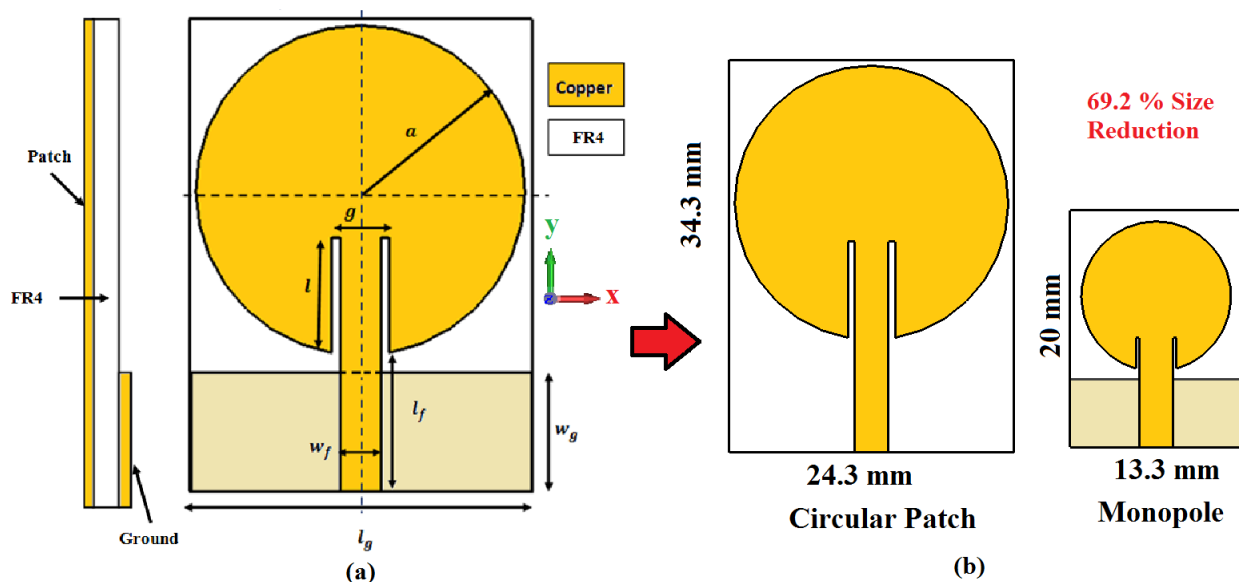 Patch
FR4
Ground
a
g
l
l_f
w_f
w_g
l_g
Copper
FR4
y
x
(a)
34.3 mm
24.3 mm
Circular Patch
69.2 % Size
Reduction
20 mm
13.3 mm
Monopole
(b)